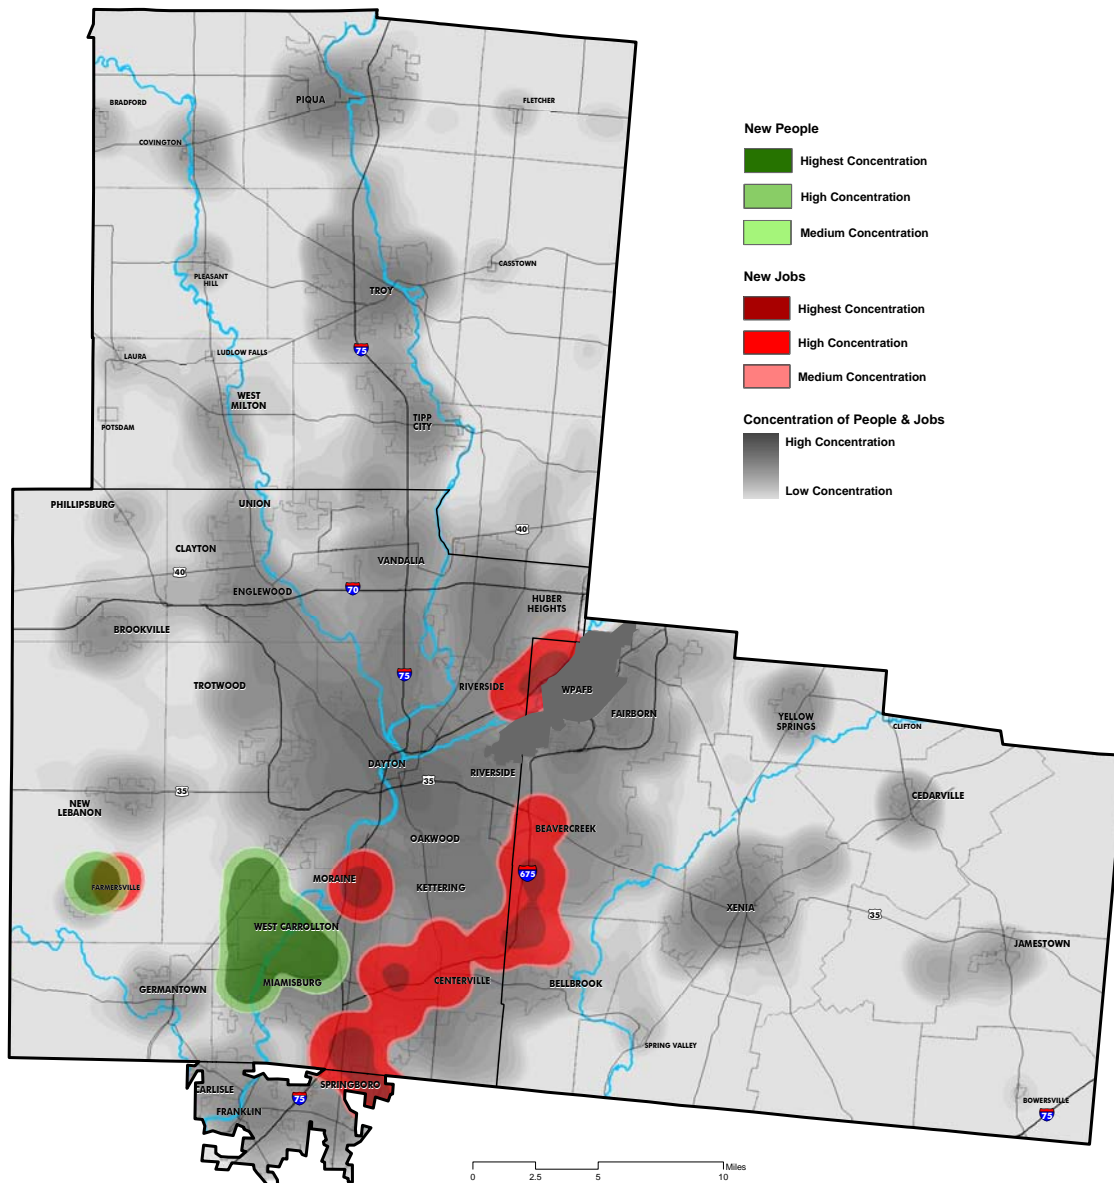 PIQUA
BRADFORD
FLETCHER
COVINGTON
New People
Highest Concentration
High Concentration
Medium Concentration
New Jobs
Highest Concentration
High Concentration
Medium Concentration
Concentration of People & Jobs
High Concentration
Low Concentration
CASSTOWN
PLEASANT
HILL
TROY
75
LAURA
LUDLOW FALLS
WEST
MILTON
TIPP
CITY
POTSDAM
PHILLIPSBURG
UNION
40
CLAYTON
VANDALIA
40
ENGLEWOOD
70
HUBER
HEIGHTS
BROOKVILLE
75
TROTWOOD
RIVERSIDE
WPAFB
FAIRBORN
YELLOW
SPRINGS
CLIFTON
DAYTON
RIVERSIDE
35
35
NEW
LEBANON
CEDARVILLE
BEAVERCREEK
OAKWOOD
675
MORAINE
KETTERING
FARMERSVILLE
XENIA
35
WEST CARROLLTON
JAMESTOWN
MIAMISBURG
CENTERVILLE
BELLBROOK
GERMANTOWN
SPRING VALLEY
CARLISLE
SPRINGBORO
75
FRANKLIN
BOWERSVILLE
75
Miles
0 2.5 5 10